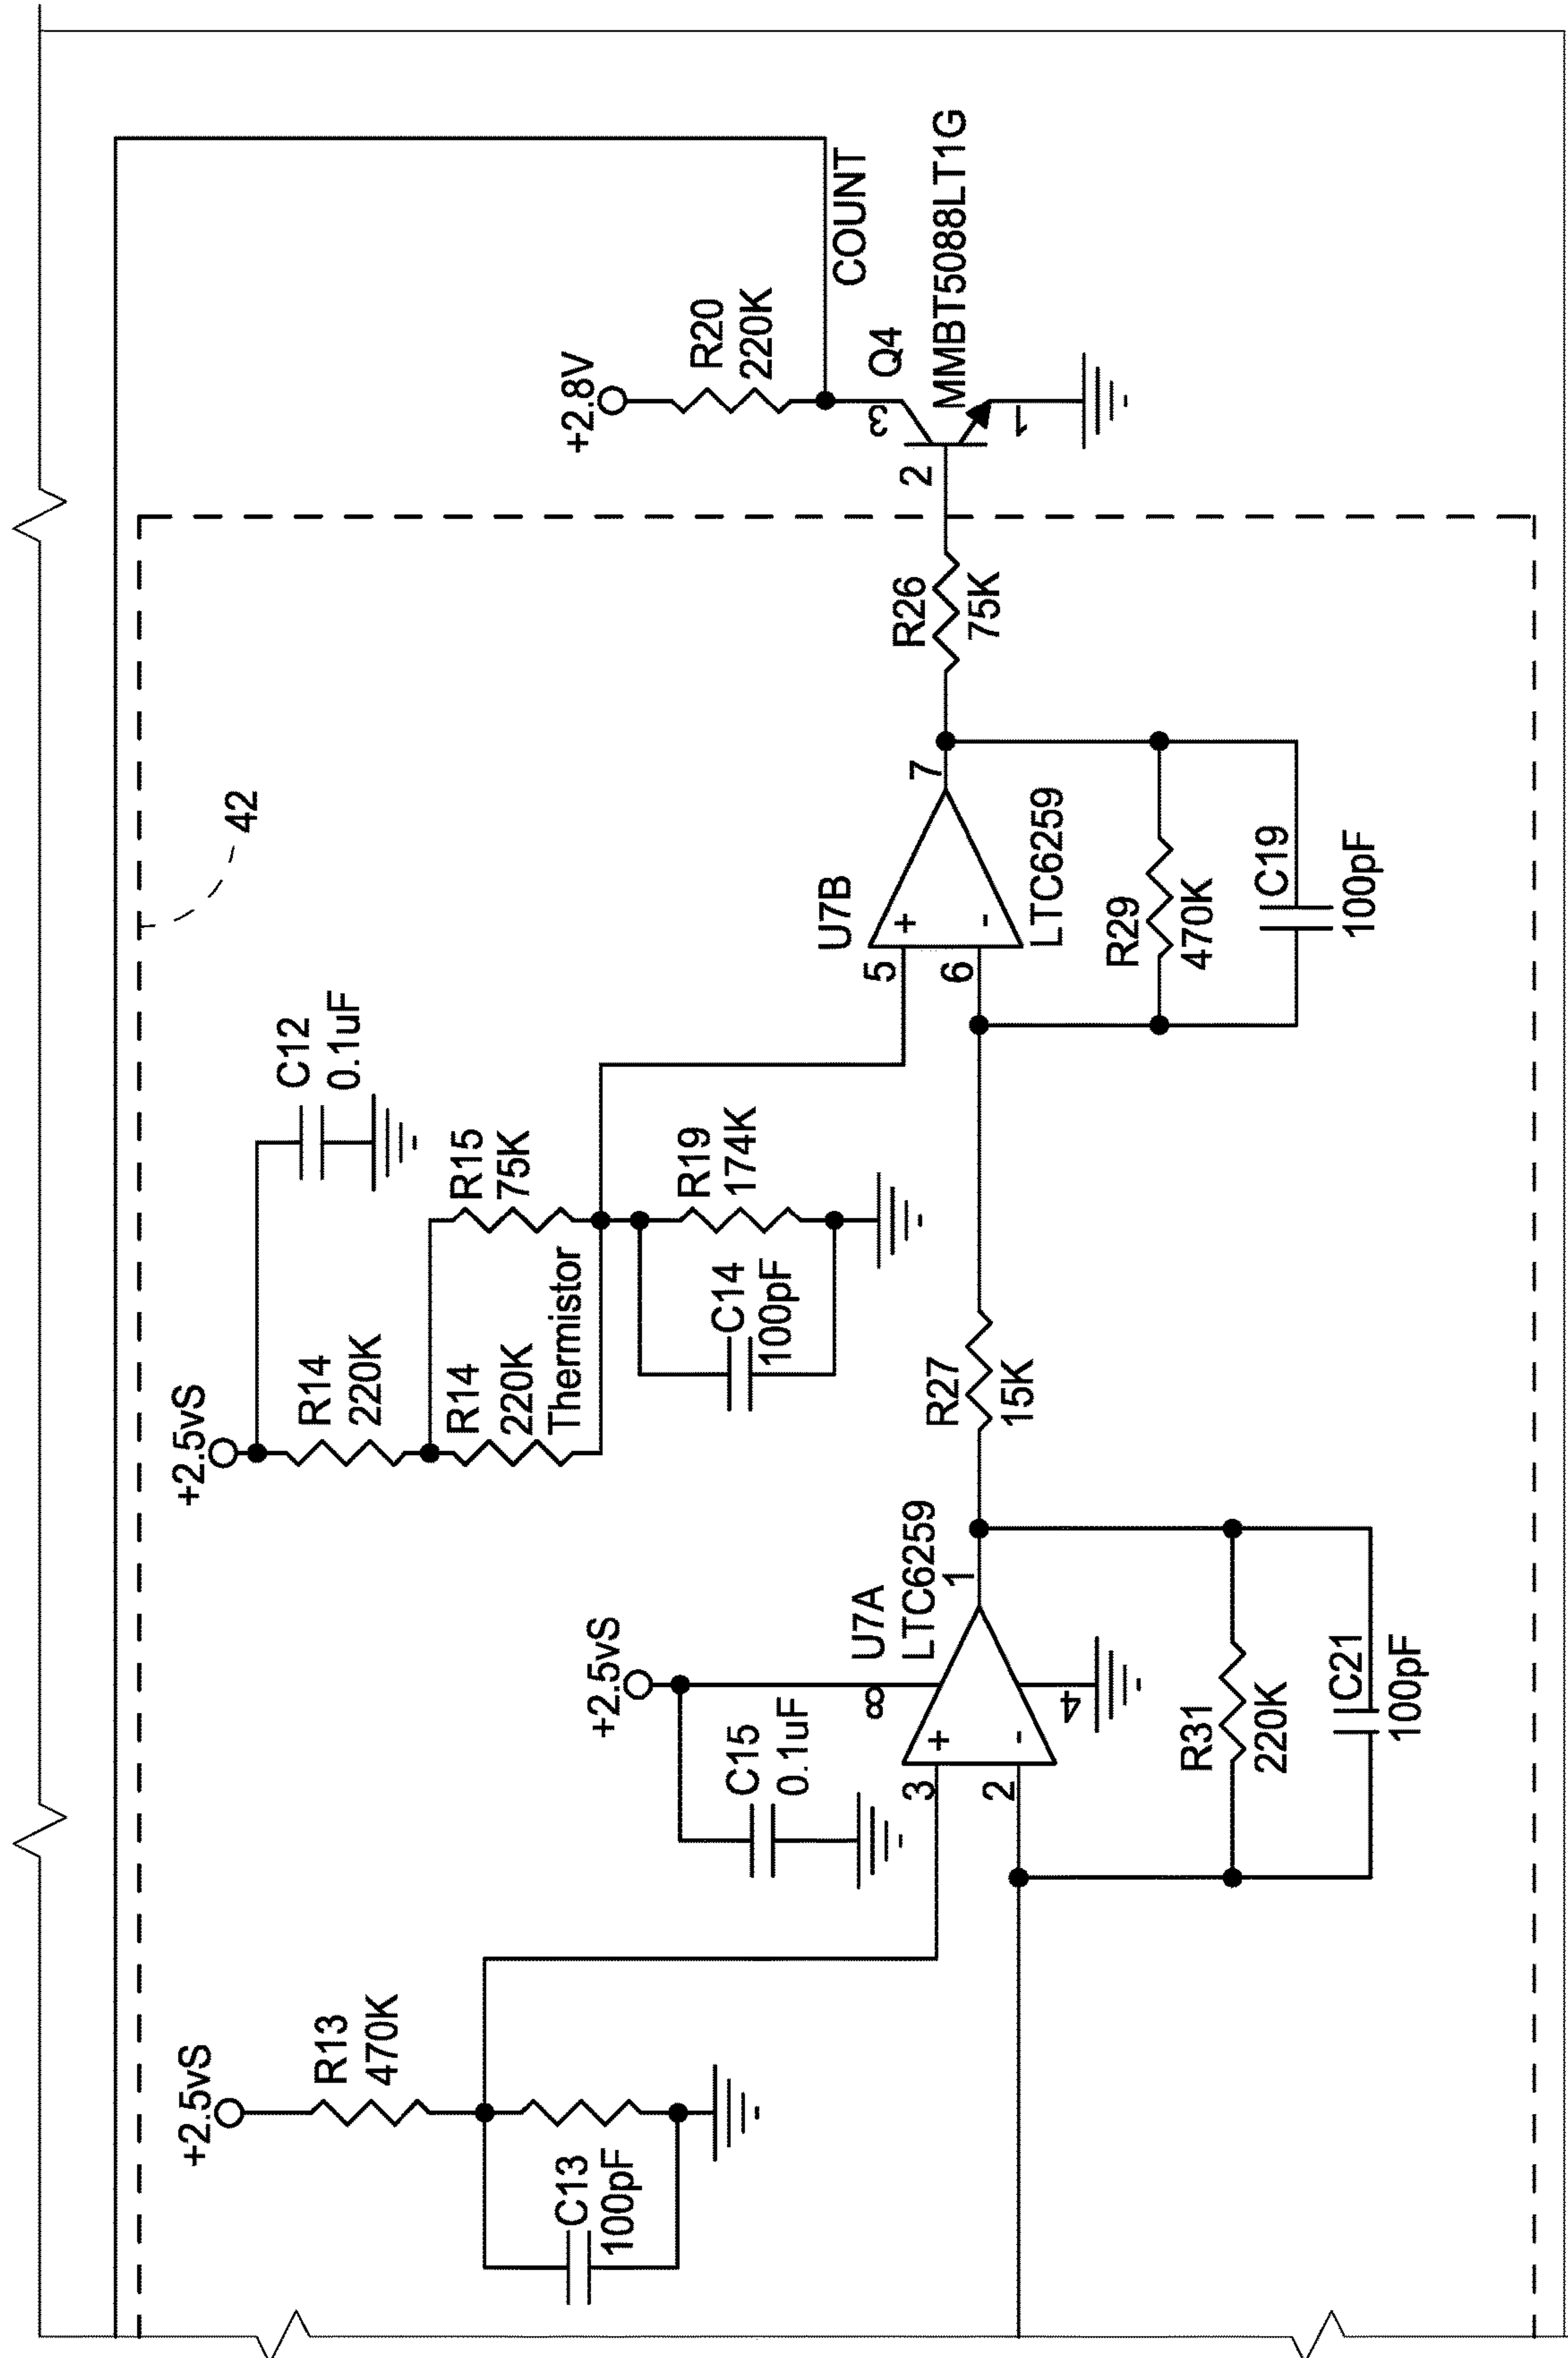 +2.5vS
R13
470K
C13
100pF
+2.5vS
C15
0.1uF
U7A
LTC6259
8
3
+
2
-
1
4
R31
220K
C21
100pF
+2.5vS
R14
220K
R14
220K
Thermistor
C12
0.1uF
R15
75K
C14
100pF
R19
174K
R27
15K
42
U7B
5
+
6
-
7
LTC6259
R29
470K
C19
100pF
R26
75K
+2.8V
R20
220K
COUNT
3
Q4
2
MMBT5088LT1G
1